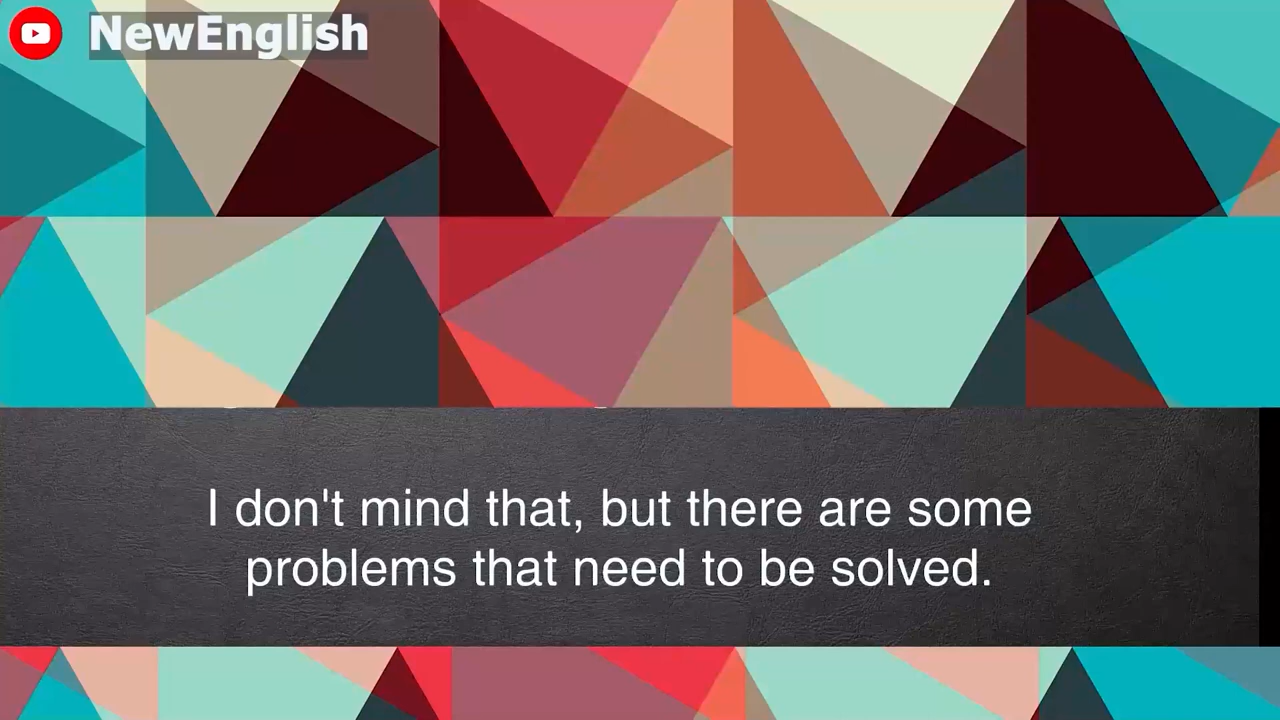 NewEnglish
I don't mind that, but there are some
problems that need to be solved.